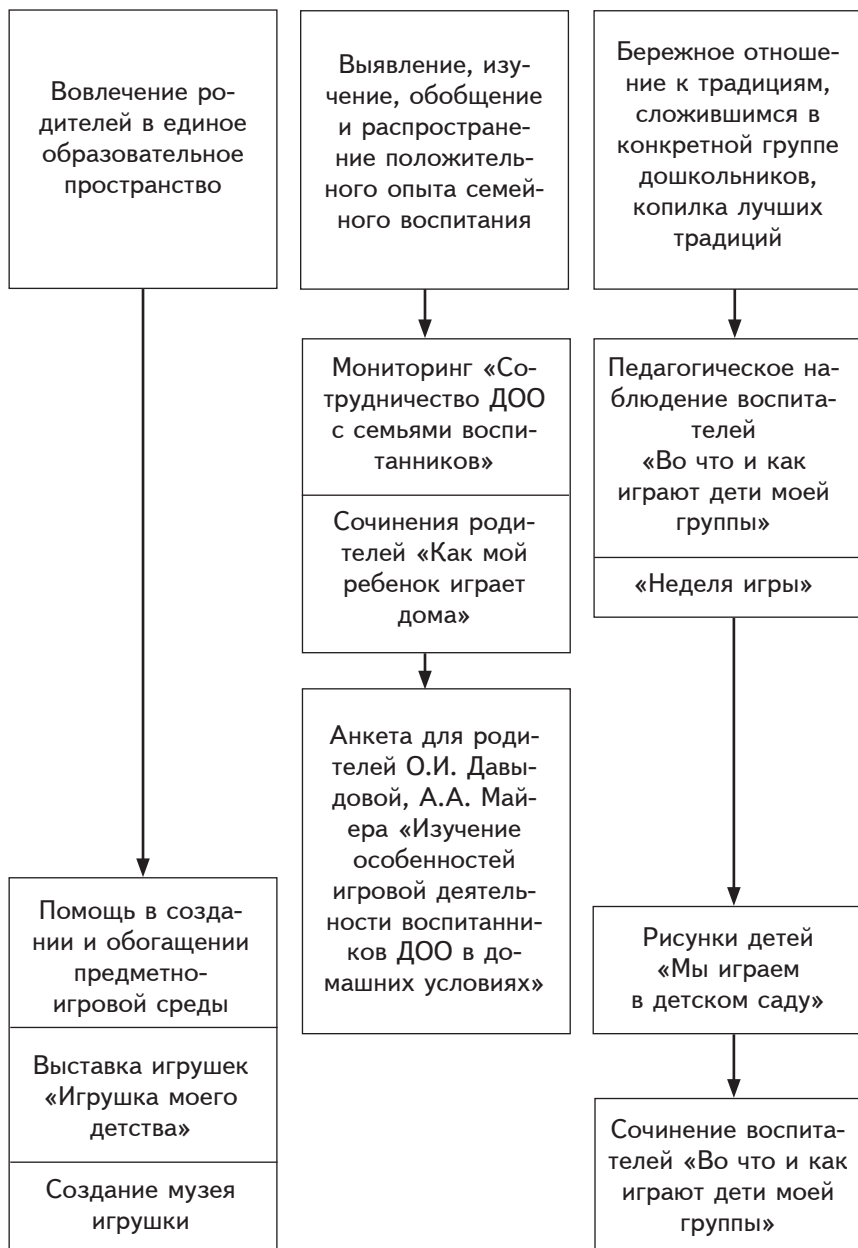 Вовлечение ро-
дителей в единое
образовательное
пространство
Выявление, изу-
чение, обобщение
и распростране-
ние положитель-
ного опыта семей-
ного воспитания
Бережное отноше-
ние к традициям,
сложившимся в
конкретной группе
дошкольников,
копилка лучших
традиций
Мониторинг «Со-
трудничество ДОО
с семьями воспи-
танников»
Сочинения роди-
телей «Как мой
ребенок играет
дома»
Педагогическое на-
блюдение воспита-
телей
«Во что и как
играют дети моей
группы»
«Неделя игры»
Анкета для роди-
телей О.И. Давы-
довой, А.А. Май-
ера «Изучение
особенностей
игровой деятель-
ности воспитанни-
ков ДОО в до-
машних условиях»
Помощь в созда-
нии и обогащении
предметно-
игровой среды
Выставка игрушек
«Игрушка моего
детства»
Создание музея
игрушки
Рисунки детей
«Мы играем
в детском саду»
Сочинение воспита-
телей «Во что и как
играют дети моей
группы»